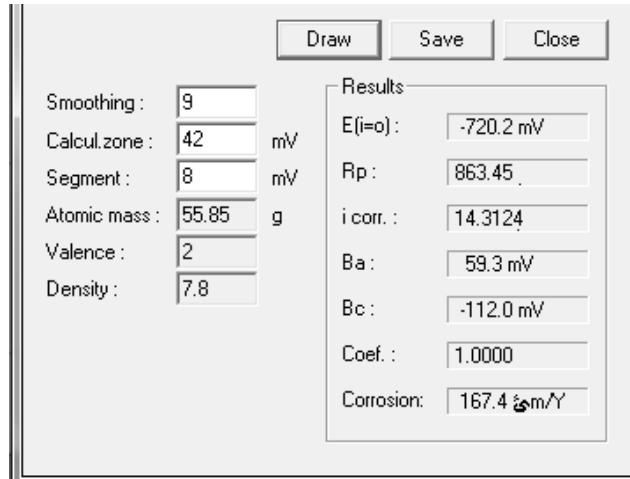 Draw Save Close
Smoothing : 9
Calcul.zone : 42 mV
Segment : 8 mV
Atomic mass : 55.85 g
Valence : 2
Density : 7.8
Results
E(i=o) : -720.2 mV
Rp : 863.45
i corr. : 14.3124
Ba : 59.3 mV
Bc : -112.0 mV
Coef. : 1.0000
Corrosion: 167.4 ئm/Y